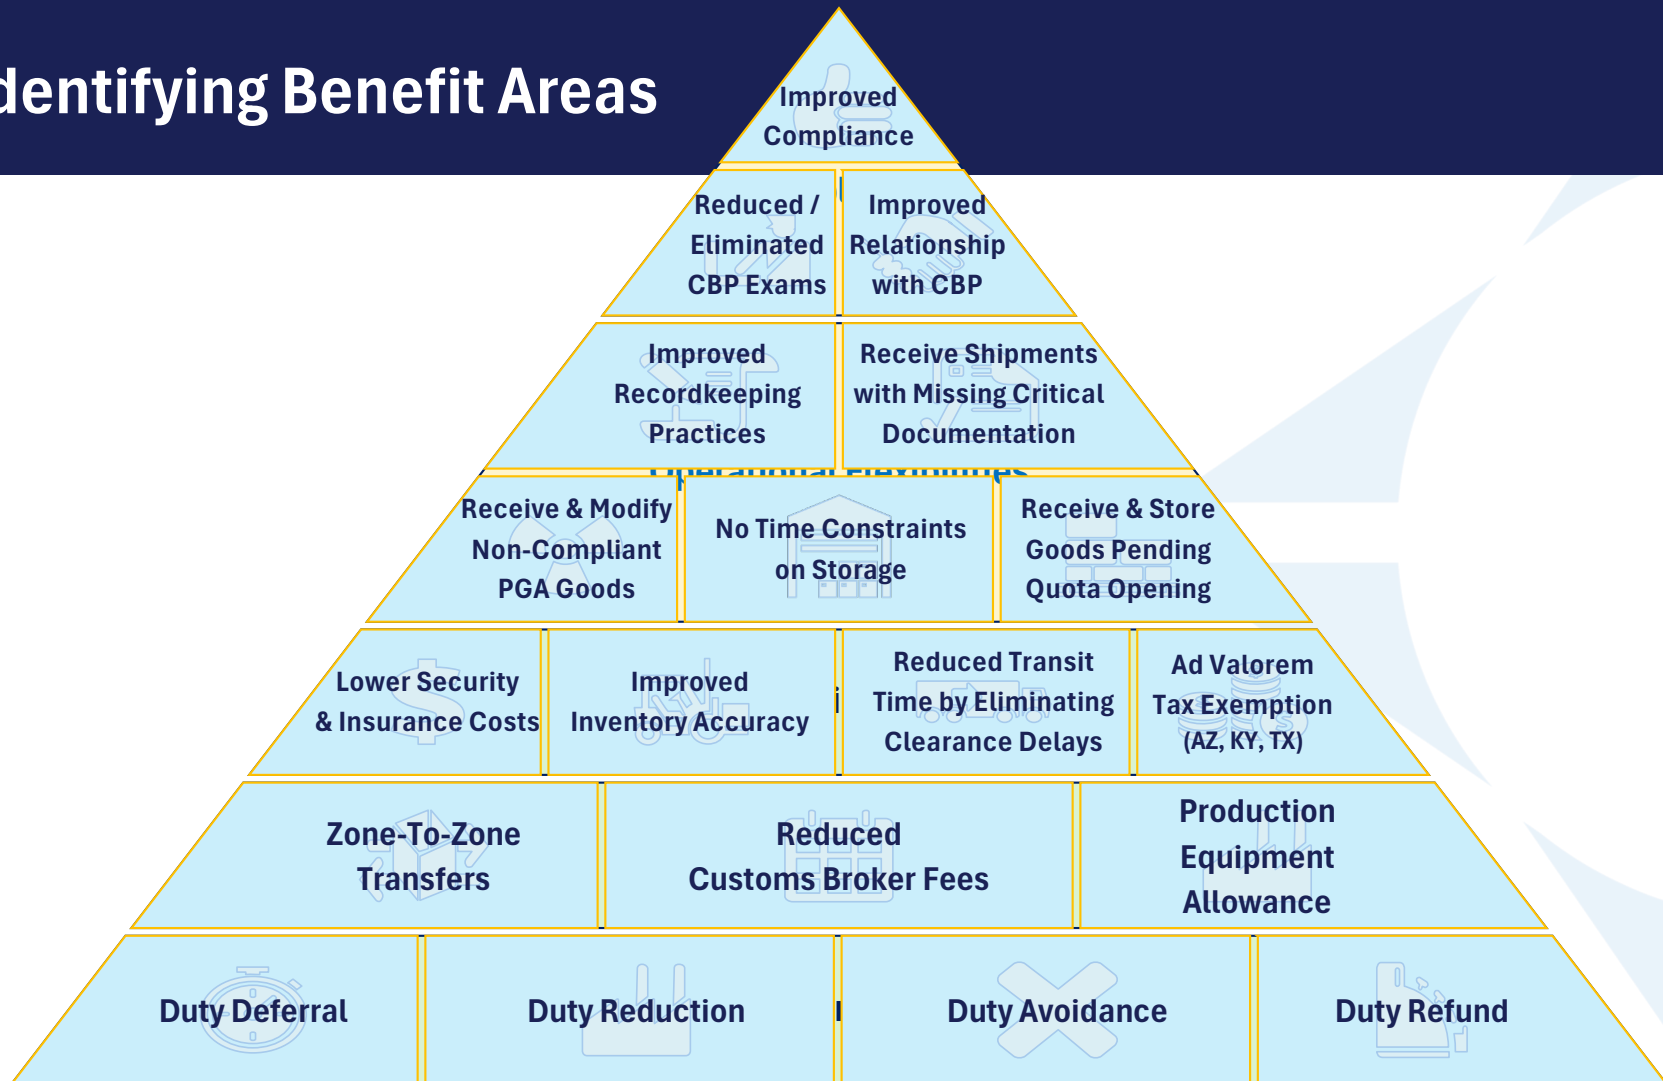 dentifying Benefit Areas
Improved
Compliance
Reduced /
Eliminated
CBP Exams
Improved
Relationship
with CBP
Improved
Recordkeeping
Practices
Receive Shipments
with Missing Critical
Documentation
Operational Flexibilities
Receive & Modify
Non-Compliant
PGA Goods
No Time Constraints
on Storage
Receive & Store
Goods Pending
Quota Opening
Lower Security
& Insurance Costs
Improved
Inventory Accuracy
Reduced Transit
Time by Eliminating
Clearance Delays
Ad Valorem
Tax Exemption
(AZ, KY, TX)
Zone-To-Zone
Transfers
Reduced
Customs Broker Fees
Production
Equipment
Allowance
Duty Deferral
Duty Reduction
Duty Avoidance
Duty Refund